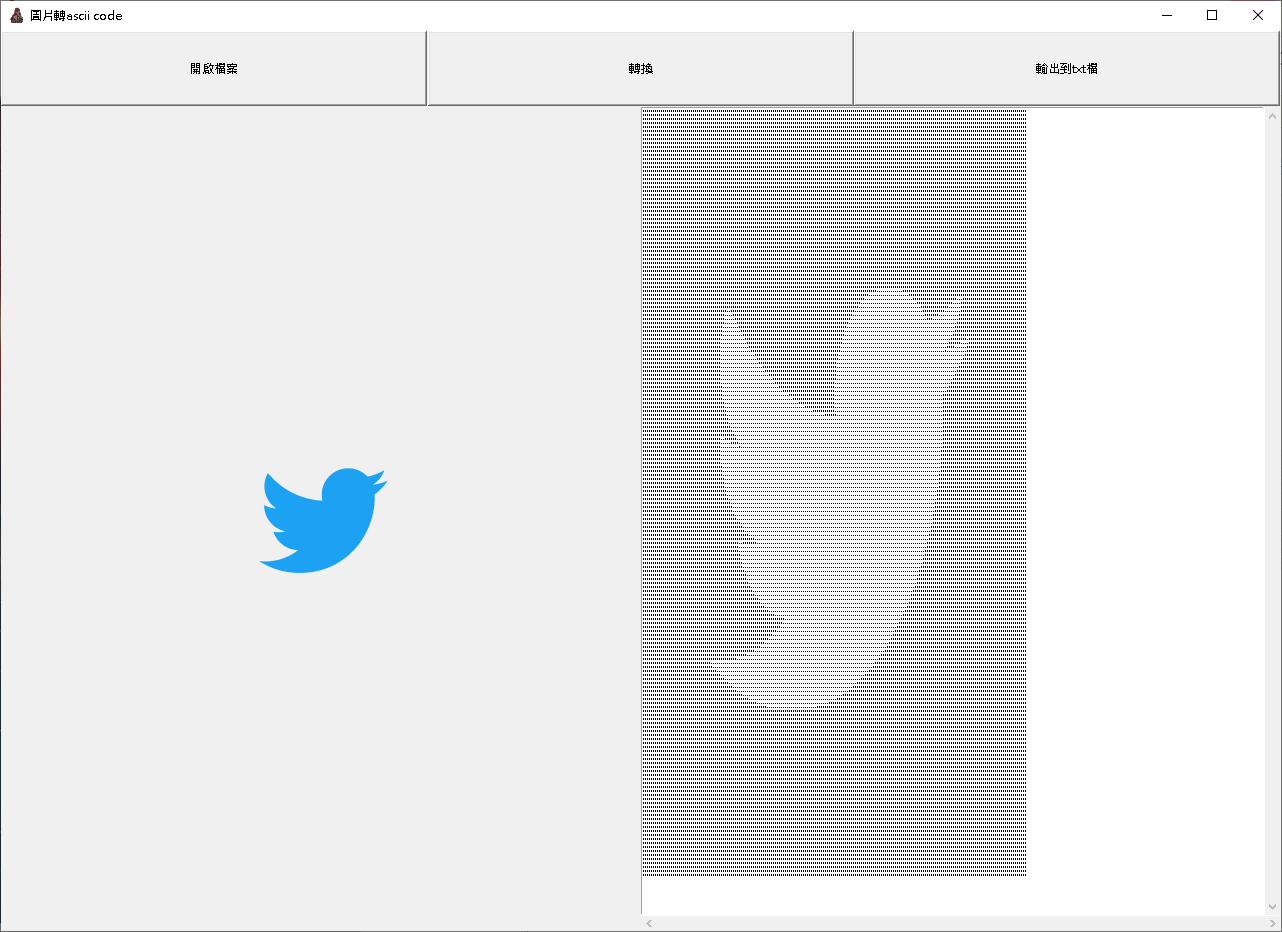 圖片轉ascii code
開啟檔案
轉換
輸出到txt檔